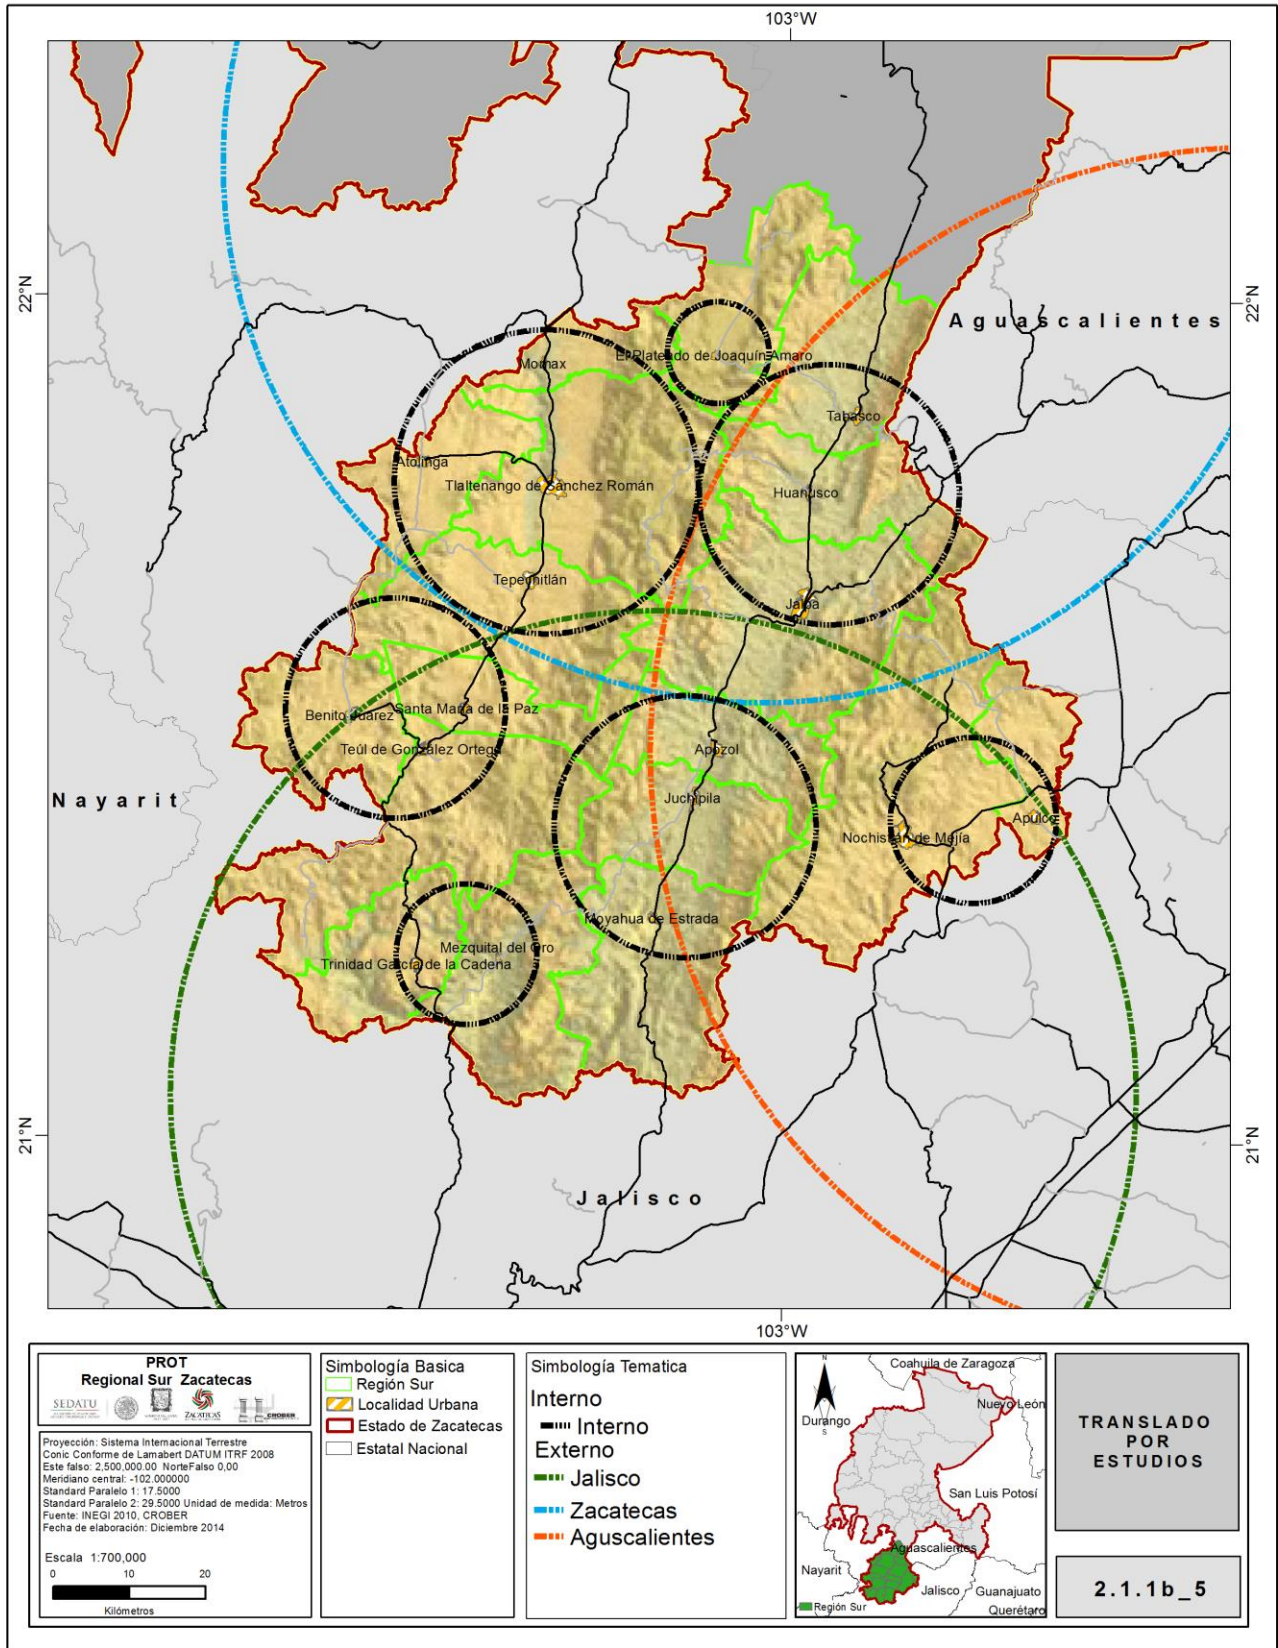 103°W
22°N
22°N
Aguascalientes
El Plateado de Joaquín Amaro
Momax
Tabasco
Atolinga
Tlaltenango de Sánchez Román
Huanusco
Tepechitlán
Jalpa
Benito Juárez
Santa María de la Paz
Teúl de González Ortega
Apozol
Nayarit
Juchipila
Apulco
Nochistlán de Mejía
Moyahua de Estrada
Mezquital del Oro
Trinidad García de la Cadena
21°N
21°N
Jalisco
103°W
PROT
Regional Sur Zacatecas
SEDATU
ZACATECAS
CROBER
Proyección: Sistema Internacional Terrestre
Conic Conforme de Lamabert DATUM ITRF 2008
Este falso: 2,500,000.00 NorteFalso 0,00
Meridiano central: -102.000000
Standard Paralelo 1: 17.5000
Standard Paralelo 2: 29.5000 Unidad de medida: Metros
Fuente: INEGI 2010, CROBER
Fecha de elaboración: Diciembre 2014
Escala 1:700,000
0 10 20
Kilómetros
Simbología Basica
Región Sur
Localidad Urbana
Estado de Zacatecas
Estatal Nacional
Simbología Tematica
Interno
Interno
Externo
Jalisco
Zacatecas
Aguscalientes
N
S
Coahuila de Zaragoza
Nuevo León
Durango
San Luis Potosí
Aguascalientes
Nayarit
Jalisco
Guanajuato
Querétaro
Región Sur
TRANSLADO
POR
ESTUDIOS
2.1.1b_5